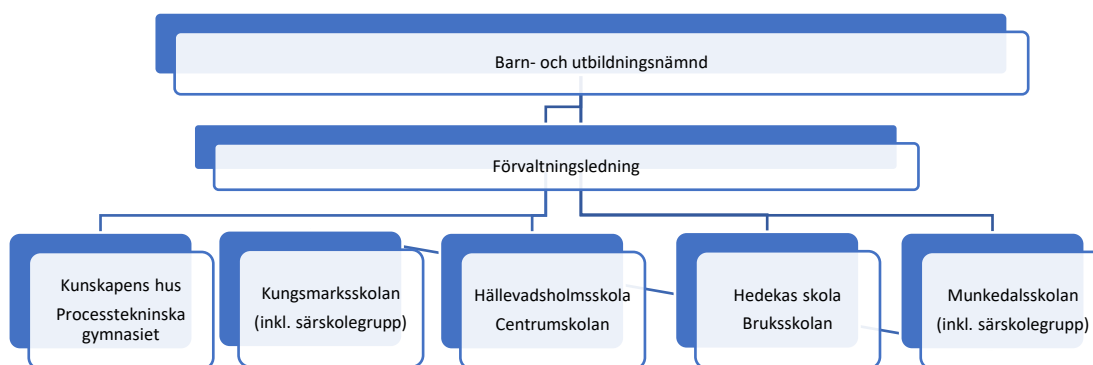 Barn- och utbildningsnämnd
Förvaltningsledning
Kunskapens hus
Processtekninska
gymnasiet
Kungsmarksskolan
(inkl. särskolegrupp)
Hällevadsholmsskola
Centrumskolan
Hedekas skola
Bruksskolan
Munkedalsskolan
(inkl. särskolegrupp)